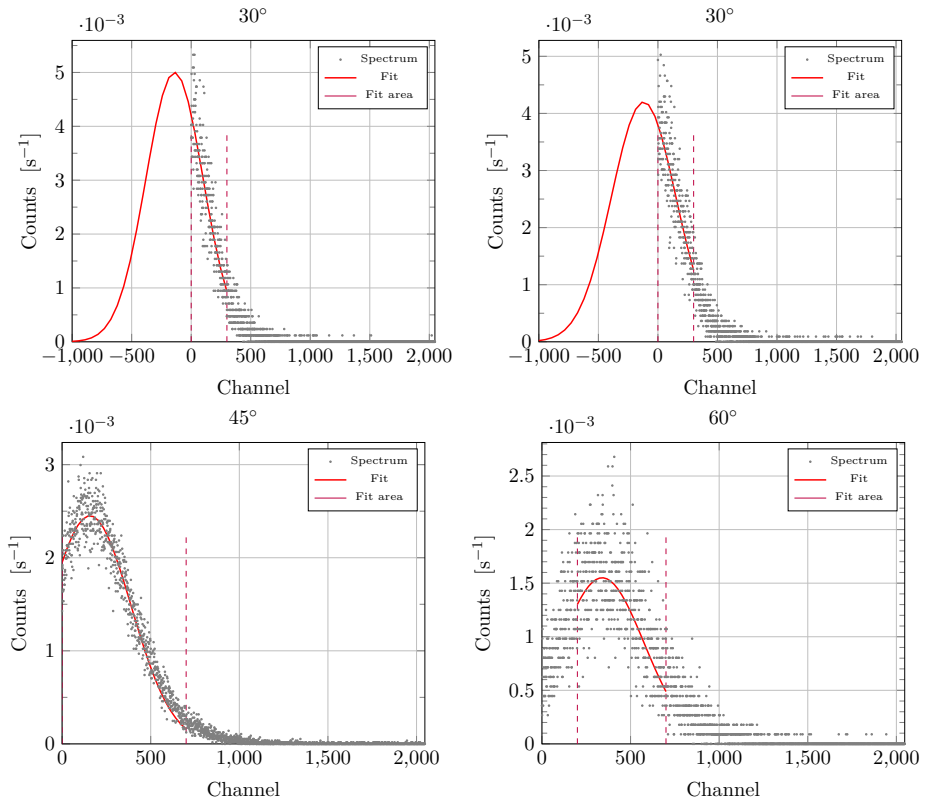 30°
·10⁻³
Spectrum
Fit
Fit area
5
4
3
2
1
0
Counts [s⁻¹]
−1,000 −500 0 500 1,000 1,500 2,000
Channel
30°
·10⁻³
Spectrum
Fit
Fit area
5
4
3
2
1
0
Counts [s⁻¹]
−1,000 −500 0 500 1,000 1,500 2,000
Channel
45°
·10⁻³
Spectrum
Fit
Fit area
3
2
1
0
Counts [s⁻¹]
0 500 1,000 1,500 2,000
Channel
60°
·10⁻³
Spectrum
Fit
Fit area
2.5
2
1.5
1
0.5
0
Counts [s⁻¹]
0 500 1,000 1,500 2,000
Channel